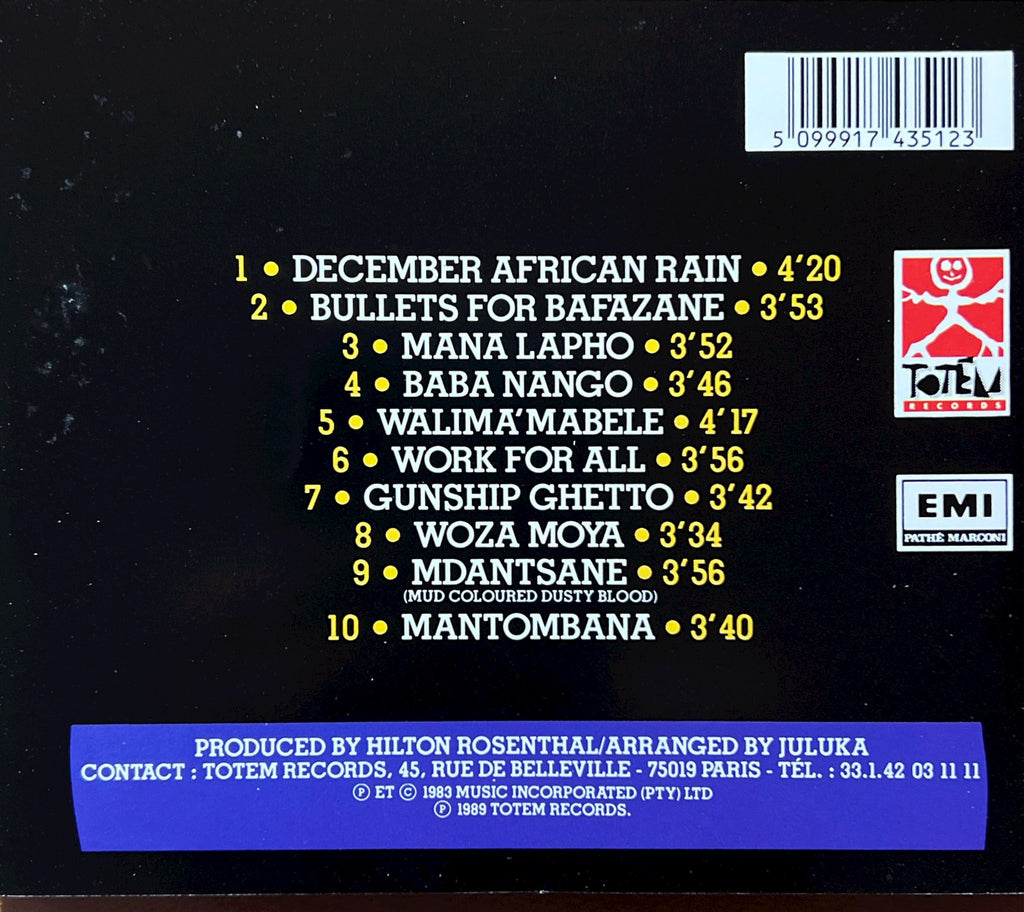 5 099917 435123
1 • DECEMBER AFRICAN RAIN • 4'20
2 • BULLETS FOR BAFAZANE • 3'53
3 • MANA LAPHO • 3'52
4 • BABA NANGO • 3'46
5 • WALIMA'MABELE • 4'17
6 • WORK FOR ALL • 3'56
7 • GUNSHIP GHETTO • 3'42
8 • WOZA MOYA • 3'34
9 • MDANTSANE • 3'56
(MUD COLOURED DUSTY BLOOD)
10 • MANTOMBANA • 3'40
TOTEM
RECORDS
EMI
PATHÉ MARCONI
PRODUCED BY HILTON ROSENTHAL/ARRANGED BY JULUKA
CONTACT : TOTEM RECORDS, 45, RUE DE BELLEVILLE - 75019 PARIS - TÉL. : 33.1.42 03 11 11
Ⓟ ET © 1983 MUSIC INCORPORATED (PTY) LTD
Ⓟ 1989 TOTEM RECORDS.